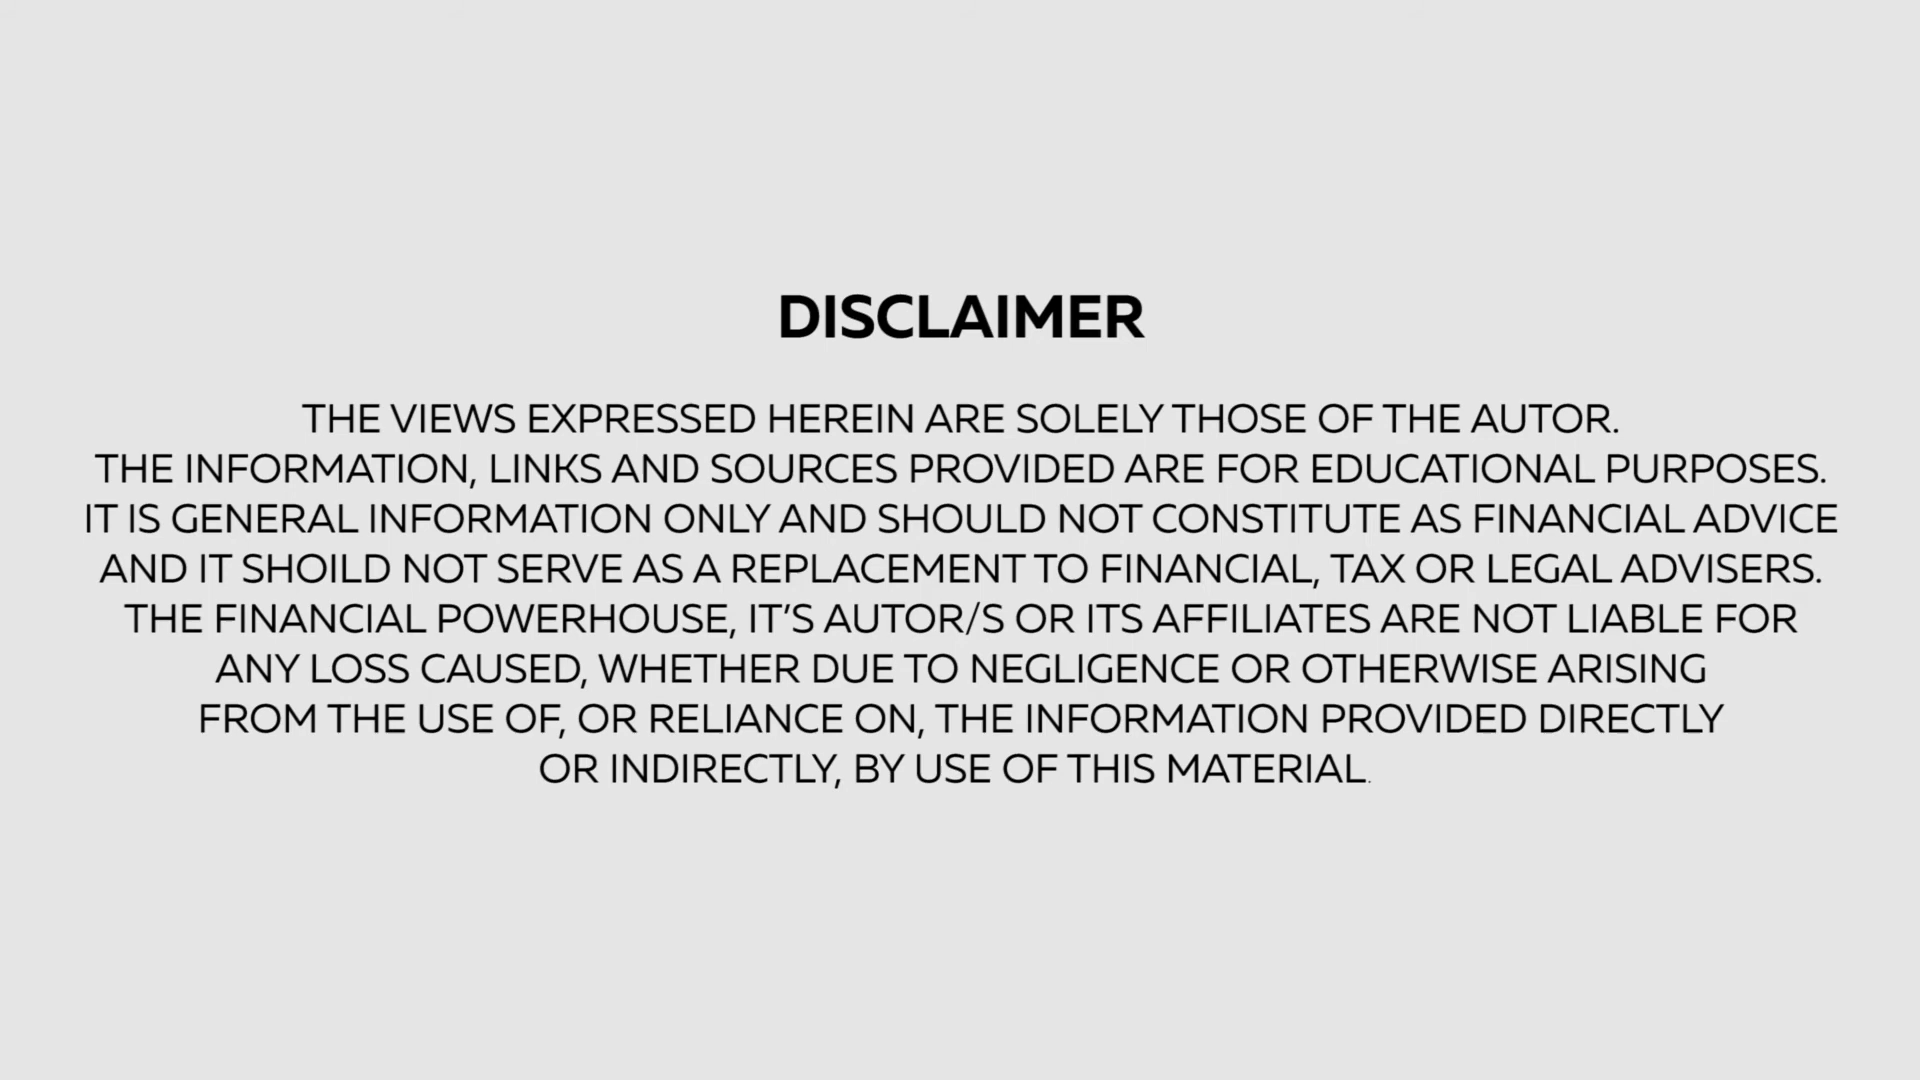 DISCLAIMER
THE VIEWS EXPRESSED HEREIN ARE SOLELY THOSE OF THE AUTOR.
THE INFORMATION, LINKS AND SOURCES PROVIDED ARE FOR EDUCATIONAL PURPOSES.
IT IS GENERAL INFORMATION ONLY AND SHOULD NOT CONSTITUTE AS FINANCIAL ADVICE
AND IT SHOILD NOT SERVE AS A REPLACEMENT TO FINANCIAL, TAX OR LEGAL ADVISERS.
THE FINANCIAL POWERHOUSE, IT'S AUTOR/S OR ITS AFFILIATES ARE NOT LIABLE FOR
ANY LOSS CAUSED, WHETHER DUE TO NEGLIGENCE OR OTHERWISE ARISING
FROM THE USE OF, OR RELIANCE ON, THE INFORMATION PROVIDED DIRECTLY
OR INDIRECTLY, BY USE OF THIS MATERIAL.